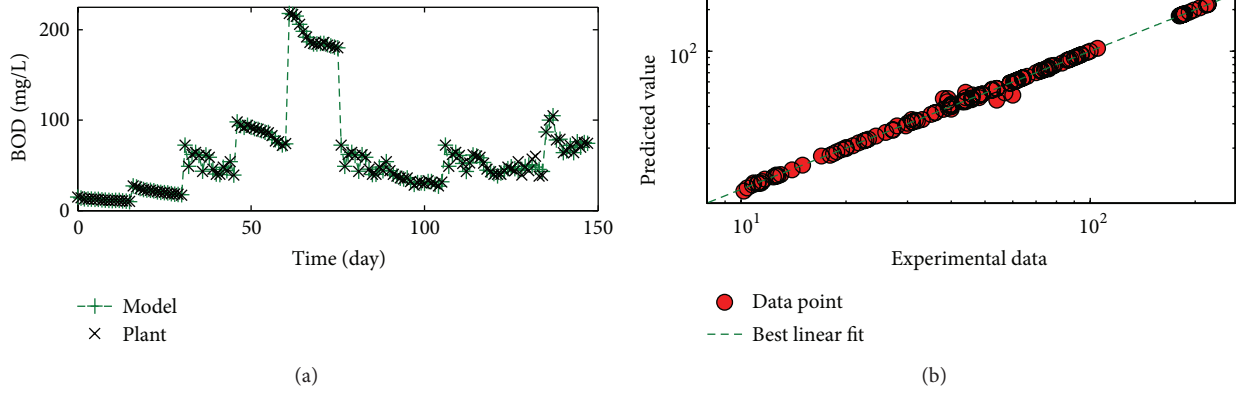 200
100
0
BOD (mg/L)
0
50
100
150
Time (day)
Model
Plant
(a)
10²
Predicted value
10¹
10²
Experimental data
Data point
Best linear fit
(b)